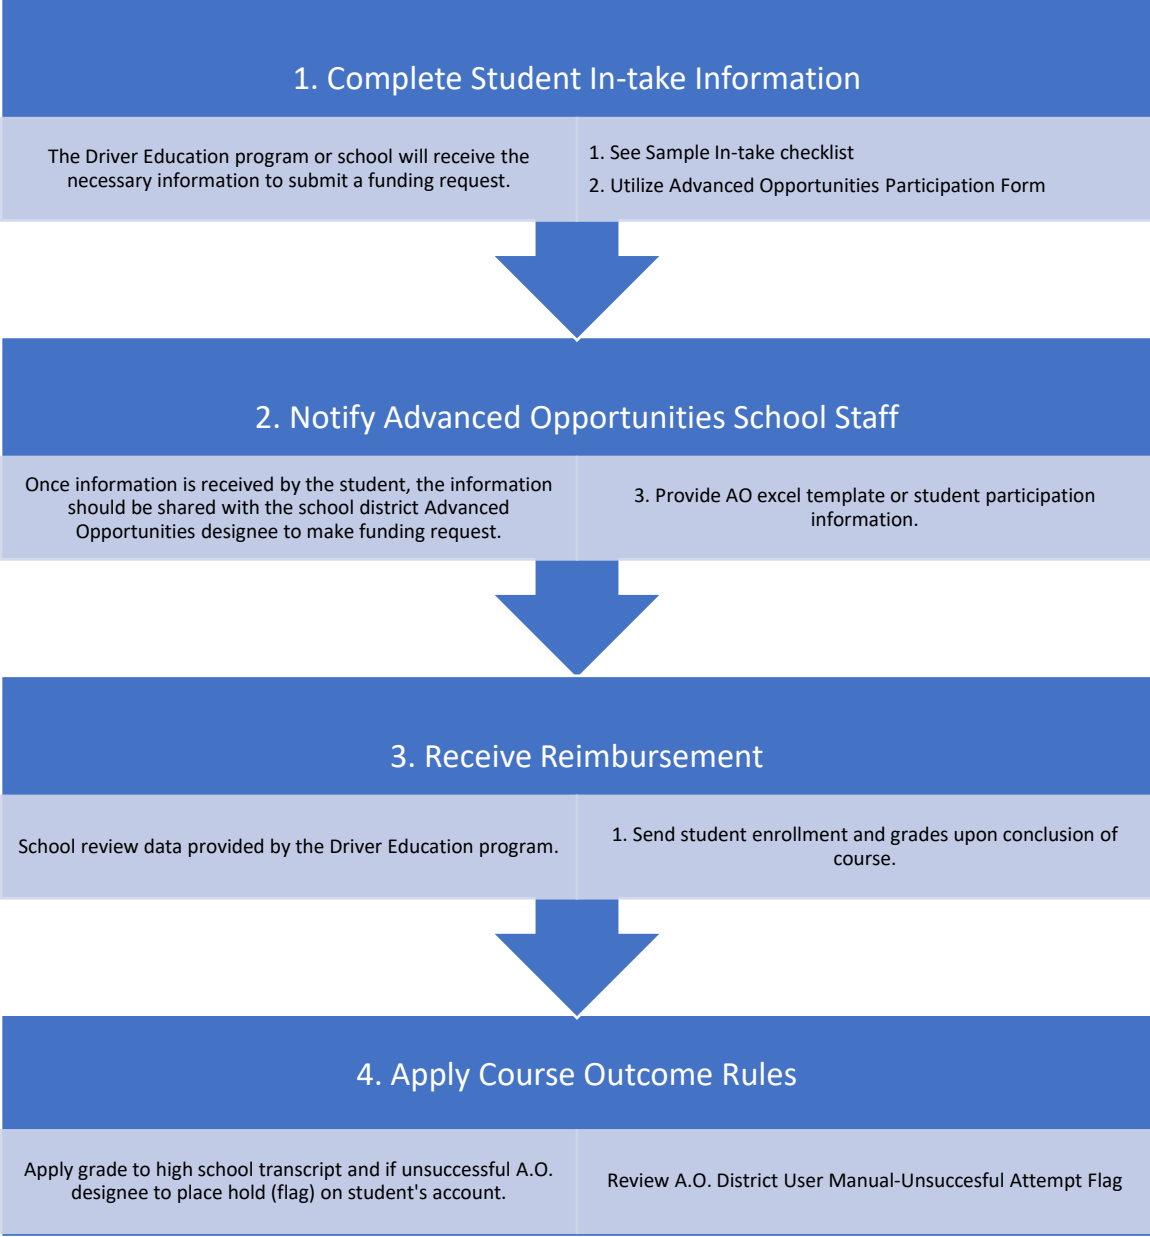 1. Complete Student In-take Information
The Driver Education program or school will receive the
necessary information to submit a funding request.
1. See Sample In-take checklist
2. Utilize Advanced Opportunities Participation Form
2. Notify Advanced Opportunities School Staff
Once information is received by the student, the information
should be shared with the school district Advanced
Opportunities designee to make funding request.
3. Provide AO excel template or student participation
information.
3. Receive Reimbursement
School review data provided by the Driver Education program.
1. Send student enrollment and grades upon conclusion of
course.
4. Apply Course Outcome Rules
Apply grade to high school transcript and if unsuccessful A.O.
designee to place hold (flag) on student's account.
Review A.O. District User Manual-Unsuccesful Attempt Flag